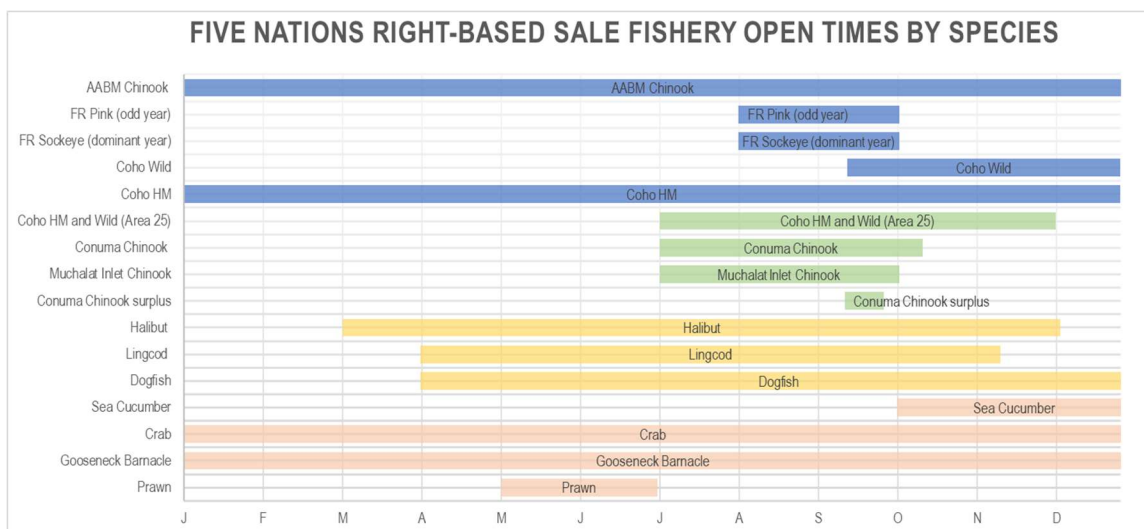 FIVE NATIONS RIGHT-BASED SALE FISHERY OPEN TIMES BY SPECIES
AABM Chinook AABM Chinook
FR Pink (odd year) FR Pink (odd year)
FR Sockeye (dominant year) FR Sockeye (dominant year)
Coho Wild Coho Wild
Coho HM Coho HM
Coho HM and Wild (Area 25) Coho HM and Wild (Area 25)
Conuma Chinook Conuma Chinook
Muchalat Inlet Chinook Muchalat Inlet Chinook
Conuma Chinook surplus Conuma Chinook surplus
Halibut Halibut
Lingcod Lingcod
Dogfish Dogfish
Sea Cucumber Sea Cucumber
Crab Crab
Gooseneck Barnacle Gooseneck Barnacle
Prawn Prawn
J F M A M J J A S O N D